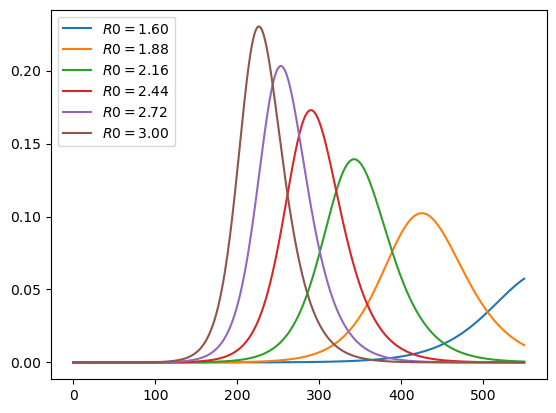 R0 = 1.60
R0 = 1.88
R0 = 2.16
R0 = 2.44
R0 = 2.72
R0 = 3.00
0.20
0.15
0.10
0.05
0.00
0 100 200 300 400 500